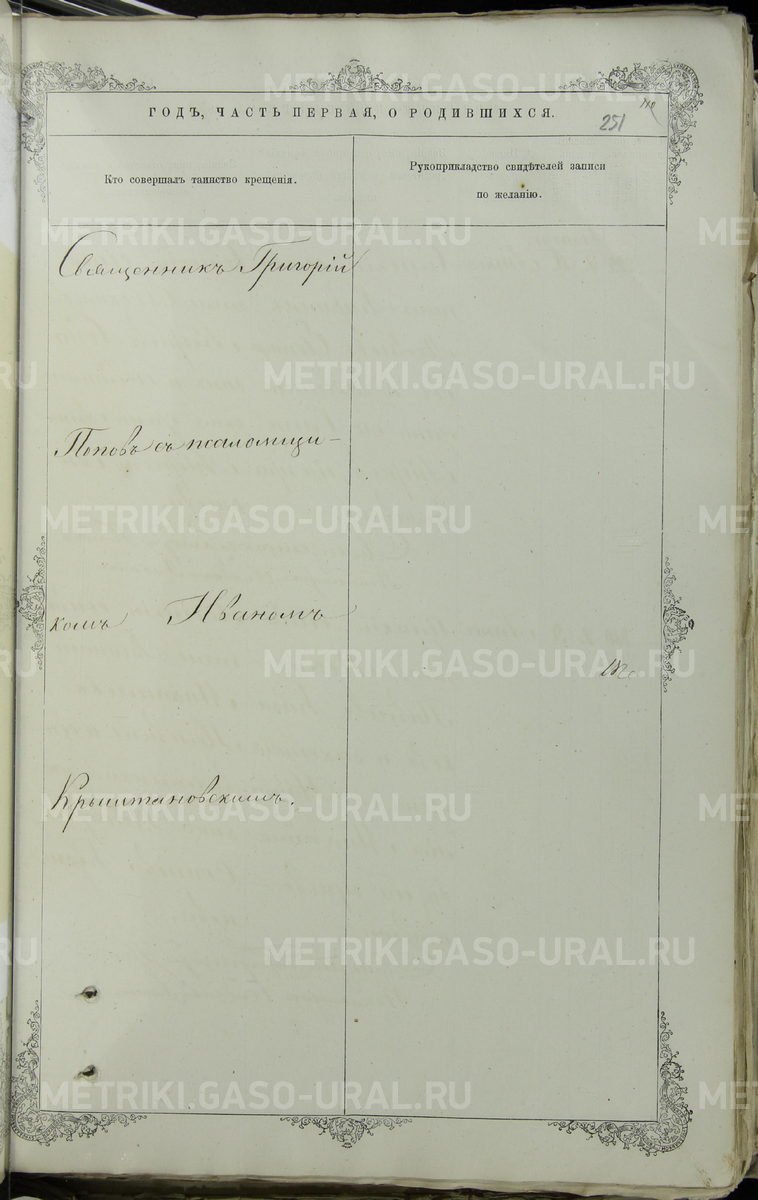 ГОДЪ, ЧАСТЬ ПЕРВАЯ, О РОДИВШИХСЯ.
251
Кто совершалъ таинство крещенія.
Рукоприкладство свидѣтелей записи
по желанію.
Священникъ Григорій
Поповъ съ псаломщи-
комъ Иваномъ
Крыштановскимъ.
METRIKI.GASO-URAL.RU